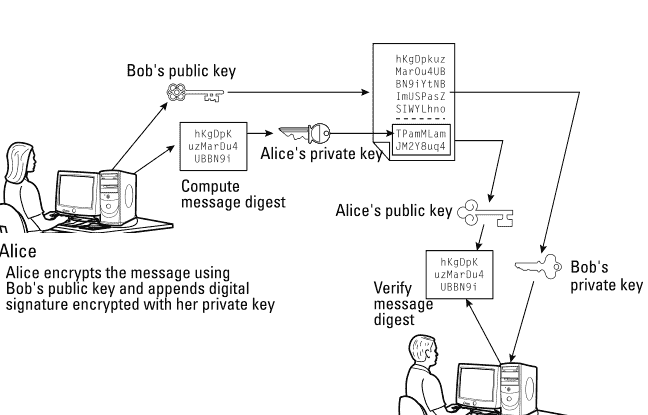 Bob's public key
hKgDpkuz
MarOu4UB
BN9iYtNB
ImUSPasZ
SIWYLhno
TPamMLam
JM2Y8uq4
hKgDpK
uzMarDu4
UBBN9i
Alice's private key
Compute
message digest
Alice's public key
hKgDpK
uzMarDu4
UBBN9i
Bob's
private key
Verify
message
digest
Alice
Alice encrypts the message using
Bob's public key and appends digital
signature encrypted with her private key